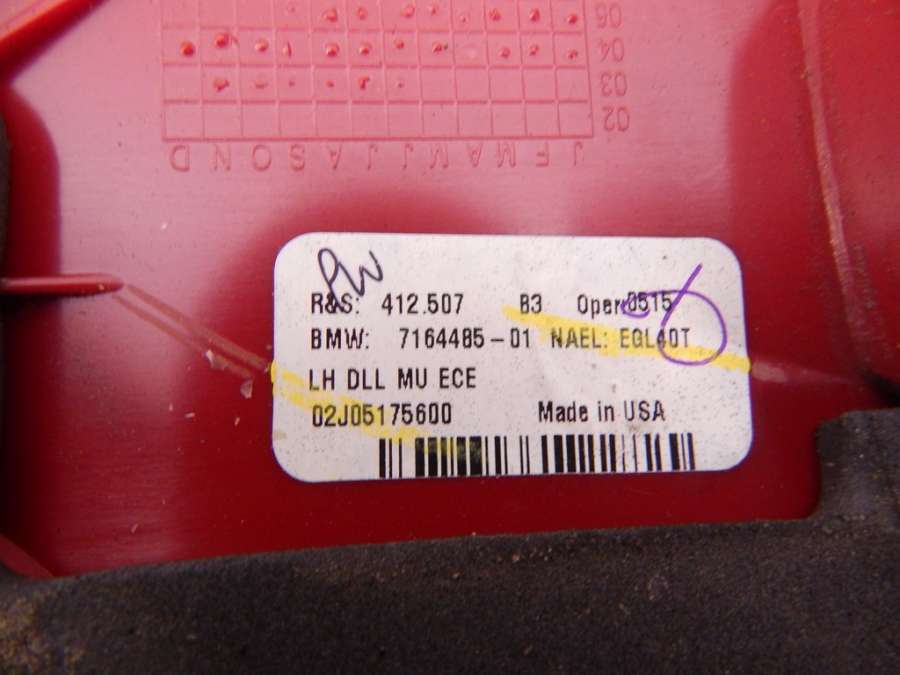 06
04
03
02
J F M A M J J A S O N D
R&S: 412.507 B3 Oper 0515
BMW: 7164485-01 NAEL: EGL40T
LH DLL MU ECE
02J05175600 Made in USA